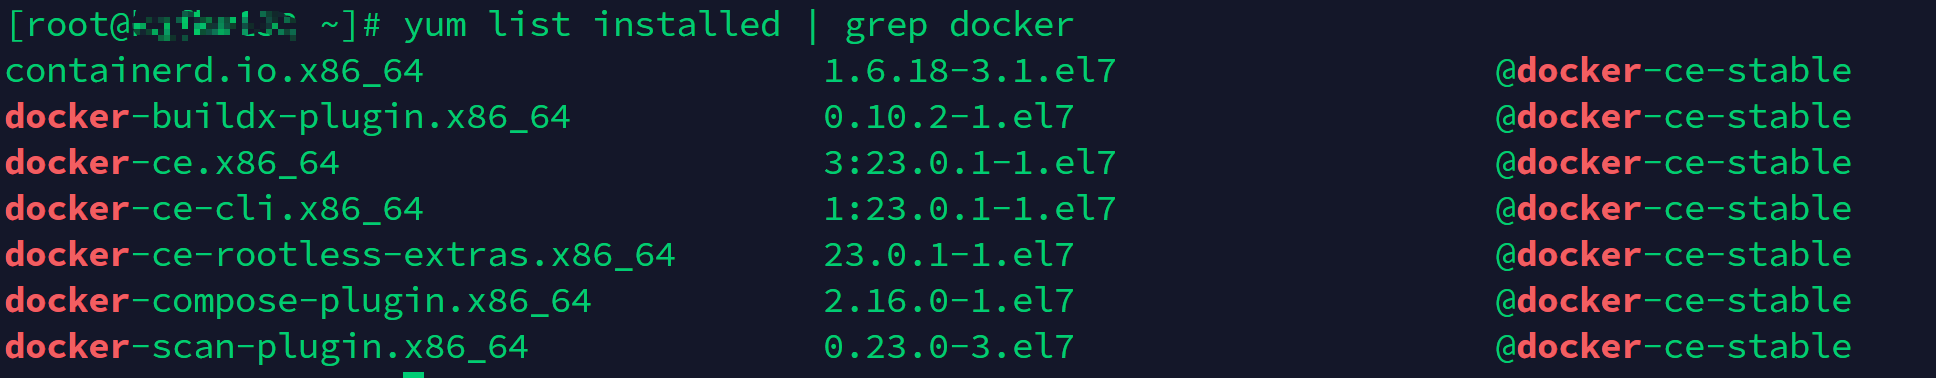 [root@ ~]# yum list installed | grep docker
containerd.io.x86_64 1.6.18-3.1.el7 @docker-ce-stable
docker-buildx-plugin.x86_64 0.10.2-1.el7 @docker-ce-stable
docker-ce.x86_64 3:23.0.1-1.el7 @docker-ce-stable
docker-ce-cli.x86_64 1:23.0.1-1.el7 @docker-ce-stable
docker-ce-rootless-extras.x86_64 23.0.1-1.el7 @docker-ce-stable
docker-compose-plugin.x86_64 2.16.0-1.el7 @docker-ce-stable
docker-scan-plugin.x86_64 0.23.0-3.el7 @docker-ce-stable